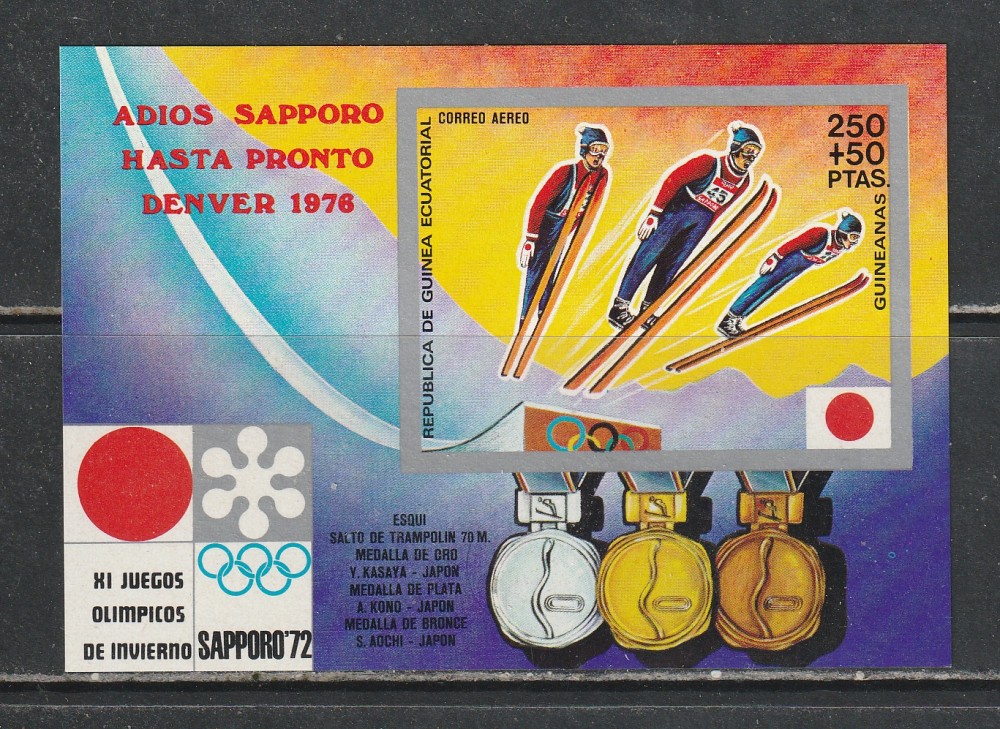 ADIOS SAPPORO
HASTA PRONTO
DENVER 1976
CORREO AEREO
250
+50
PTAS.
REPUBLICA DE GUINEA ECUATORIAL
GUINEANAS
45
XI JUEGOS
OLIMPICOS
DE INVIERNO
SAPPORO'72
ESQUI
SALTO DE TRAMPOLIN 70 M.
MEDALLA DE ORO
Y. KASAYA - JAPON
MEDALLA DE PLATA
A. KONO - JAPON
MEDALLA DE BRONCE
S. AOCHI - JAPON